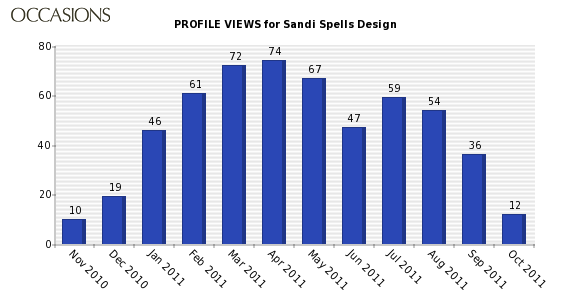 OCCASIONS
PROFILE VIEWS for Sandi Spells Design
80
60
40
20
0
10
19
46
61
72
74
67
47
59
54
36
12
Nov 2010
Dec 2010
Jan 2011
Feb 2011
Mar 2011
Apr 2011
May 2011
Jun 2011
Jul 2011
Aug 2011
Sep 2011
Oct 2011